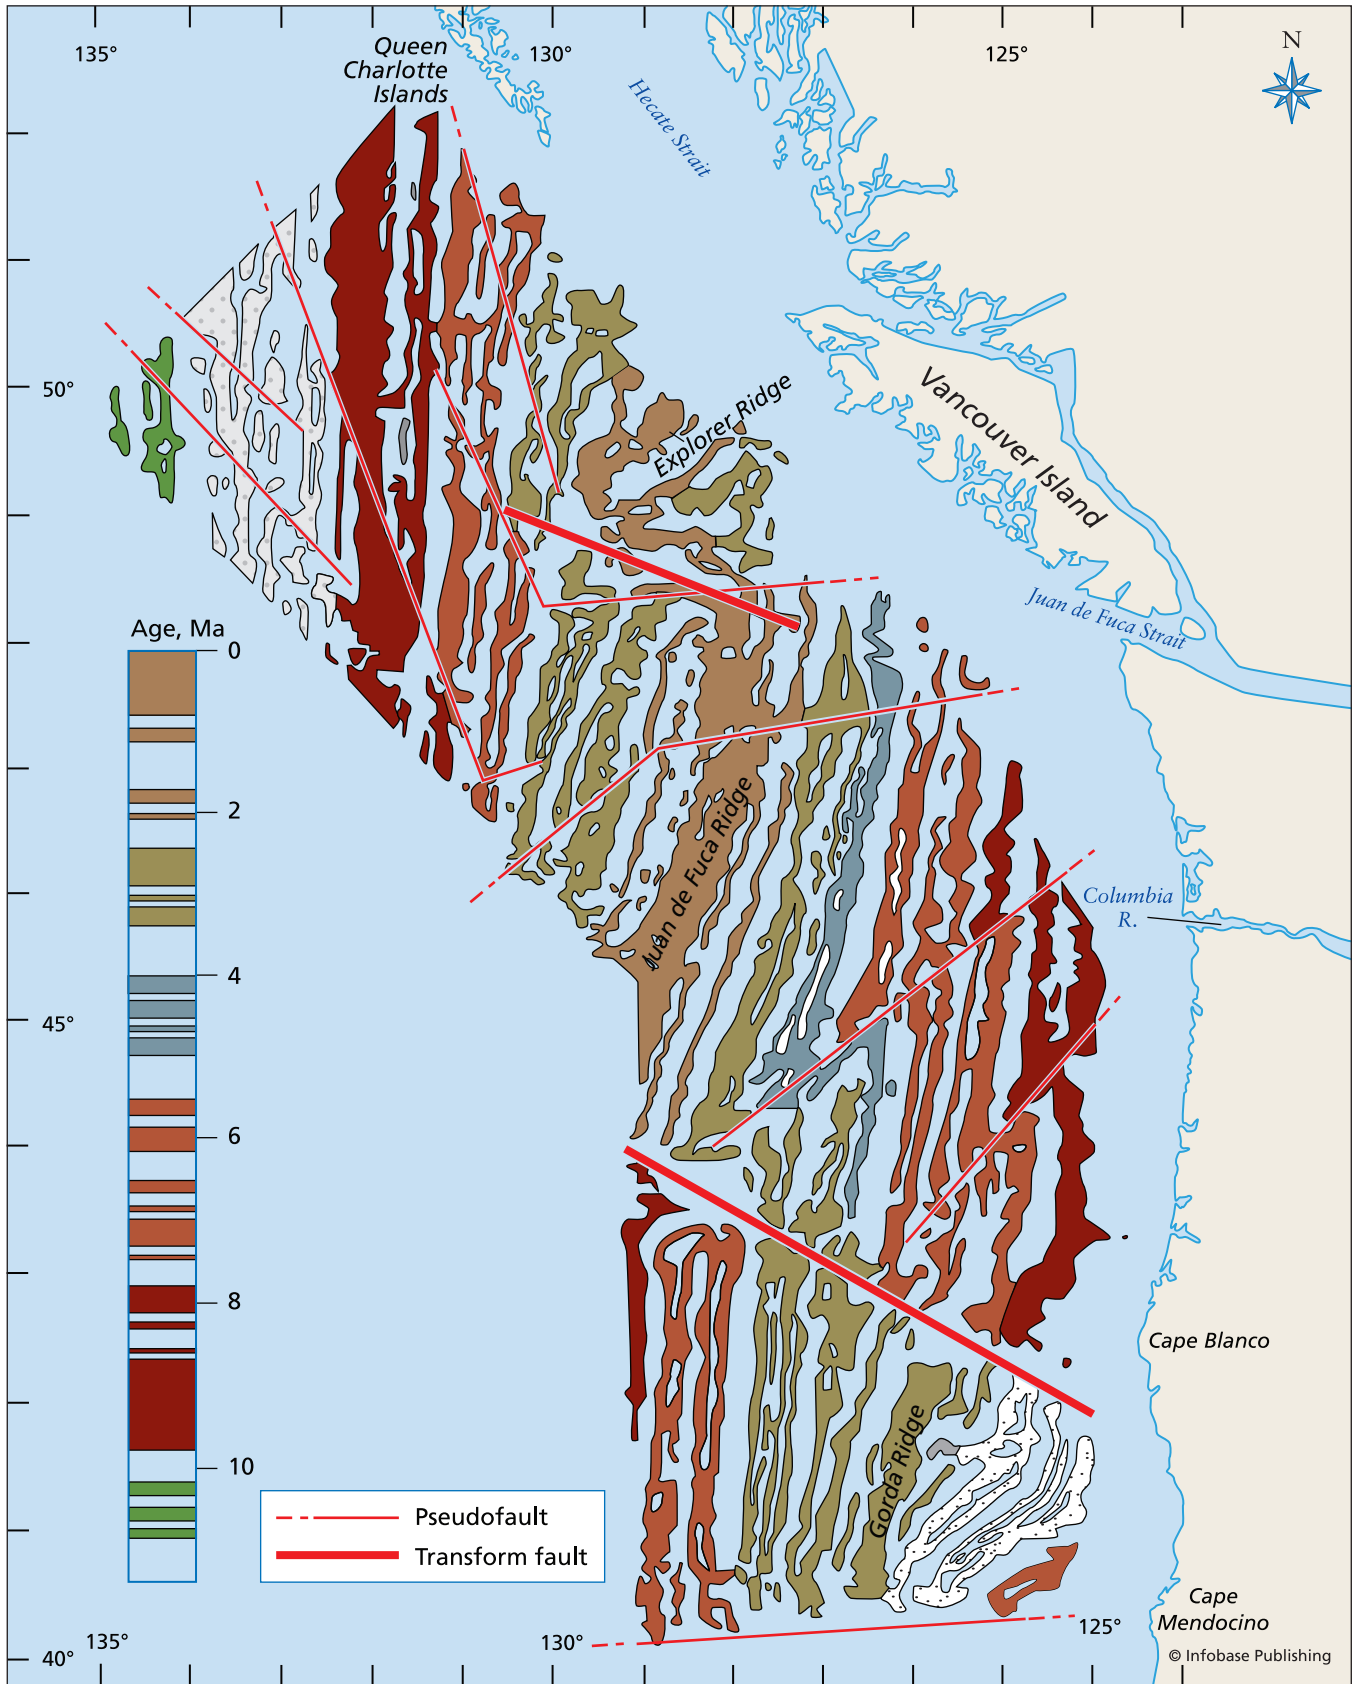 135°
Queen
Charlotte
Islands
130°
125°
N
Hecate Strait
50°
Explorer Ridge
Vancouver Island
Juan de Fuca Strait
Age, Ma
0
2
4
6
8
10
Juan de Fuca Ridge
Columbia
R.
45°
Cape Blanco
Gorda Ridge
Pseudofault
Transform fault
Cape
Mendocino
135°
130°
125°
40°
© Infobase Publishing